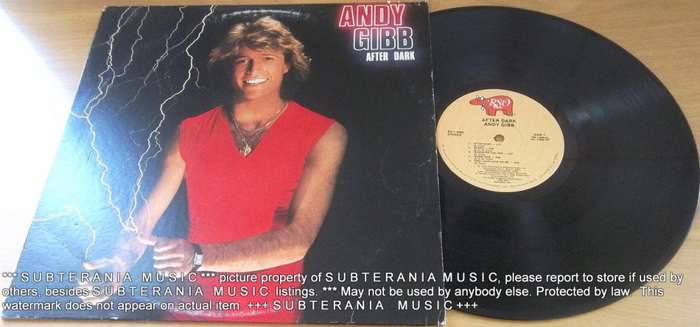 ANDY
GIBB
AFTER DARK
RSO
AFTER DARK
ANDY GIBB
*** S U B T E R A N I A   M U S I C *** picture property of S U B T E R A N I A M U S I C, please report to store if used by
others, besides S U B T E R A N I A   M U S I C  listings. *** May not be used by anybody else. Protected by law.  This
watermark does not appear on actual item.  +++ S U B T E R A N I A   M U S I C +++